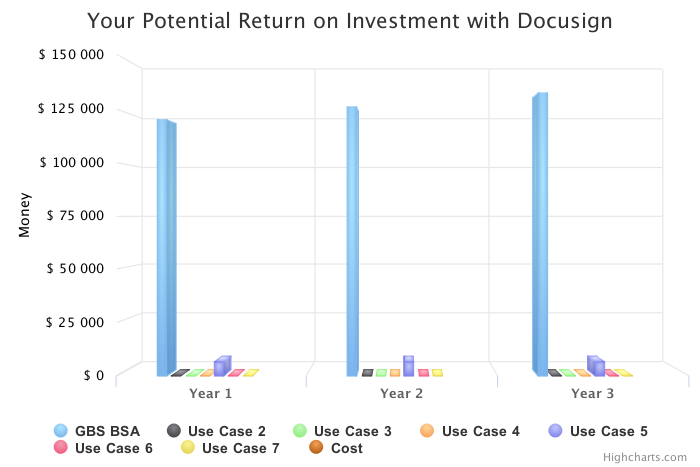 Your Potential Return on Investment with Docusign
$ 150 000
$ 125 000
$ 100 000
$ 75 000
$ 50 000
$ 25 000
$ 0
Money
Year 1
Year 2
Year 3
GBS BSA Use Case 2 Use Case 3 Use Case 4 Use Case 5
Use Case 6 Use Case 7 Cost
Highcharts.com